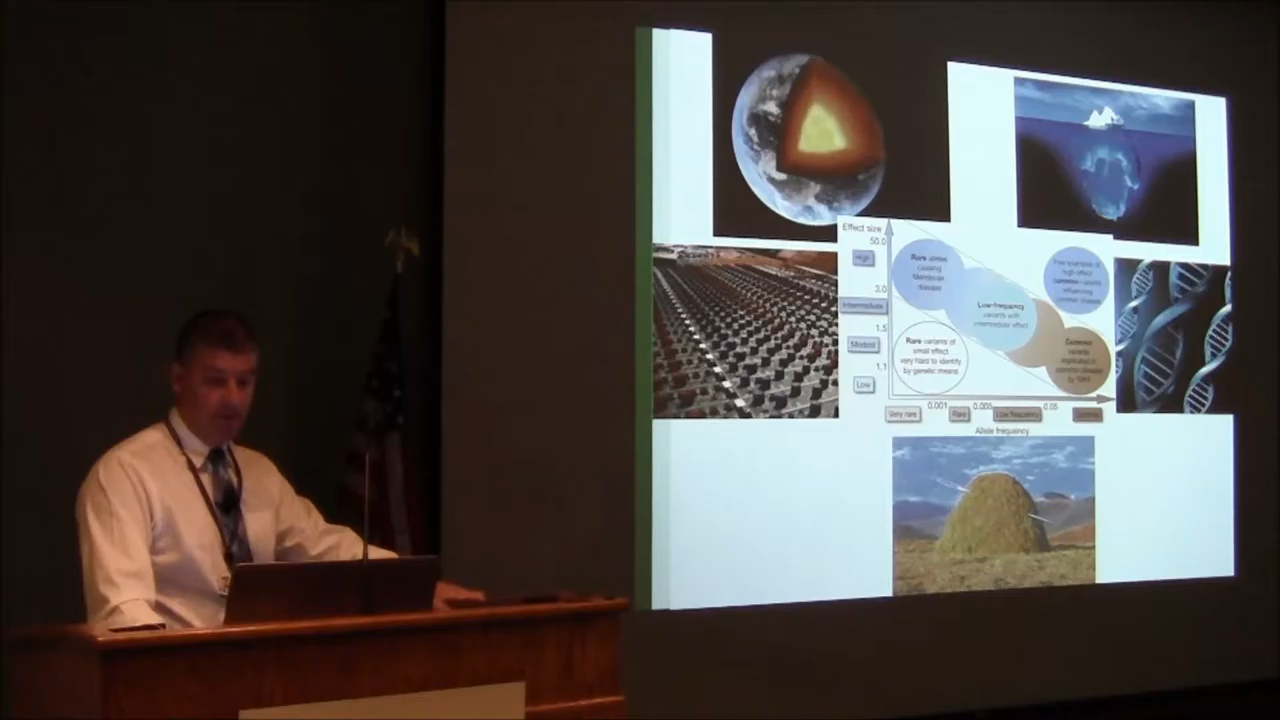 Effect size
50.0
High
3.0
Intermediate
1.5
Modest
1.1
Low
Rare
causing
Mendelian
disease
Low-frequency
variants with
intermediate effect
Few examples of
high effect
common
influencing
common disease
Rare variants of
small effect
very hard to identify
by genetic means
Common
variants
implicated in
common disease
by GWA
0.001
0.005
0.05
Very rare
Rare
Low frequency
Common
Allele frequency